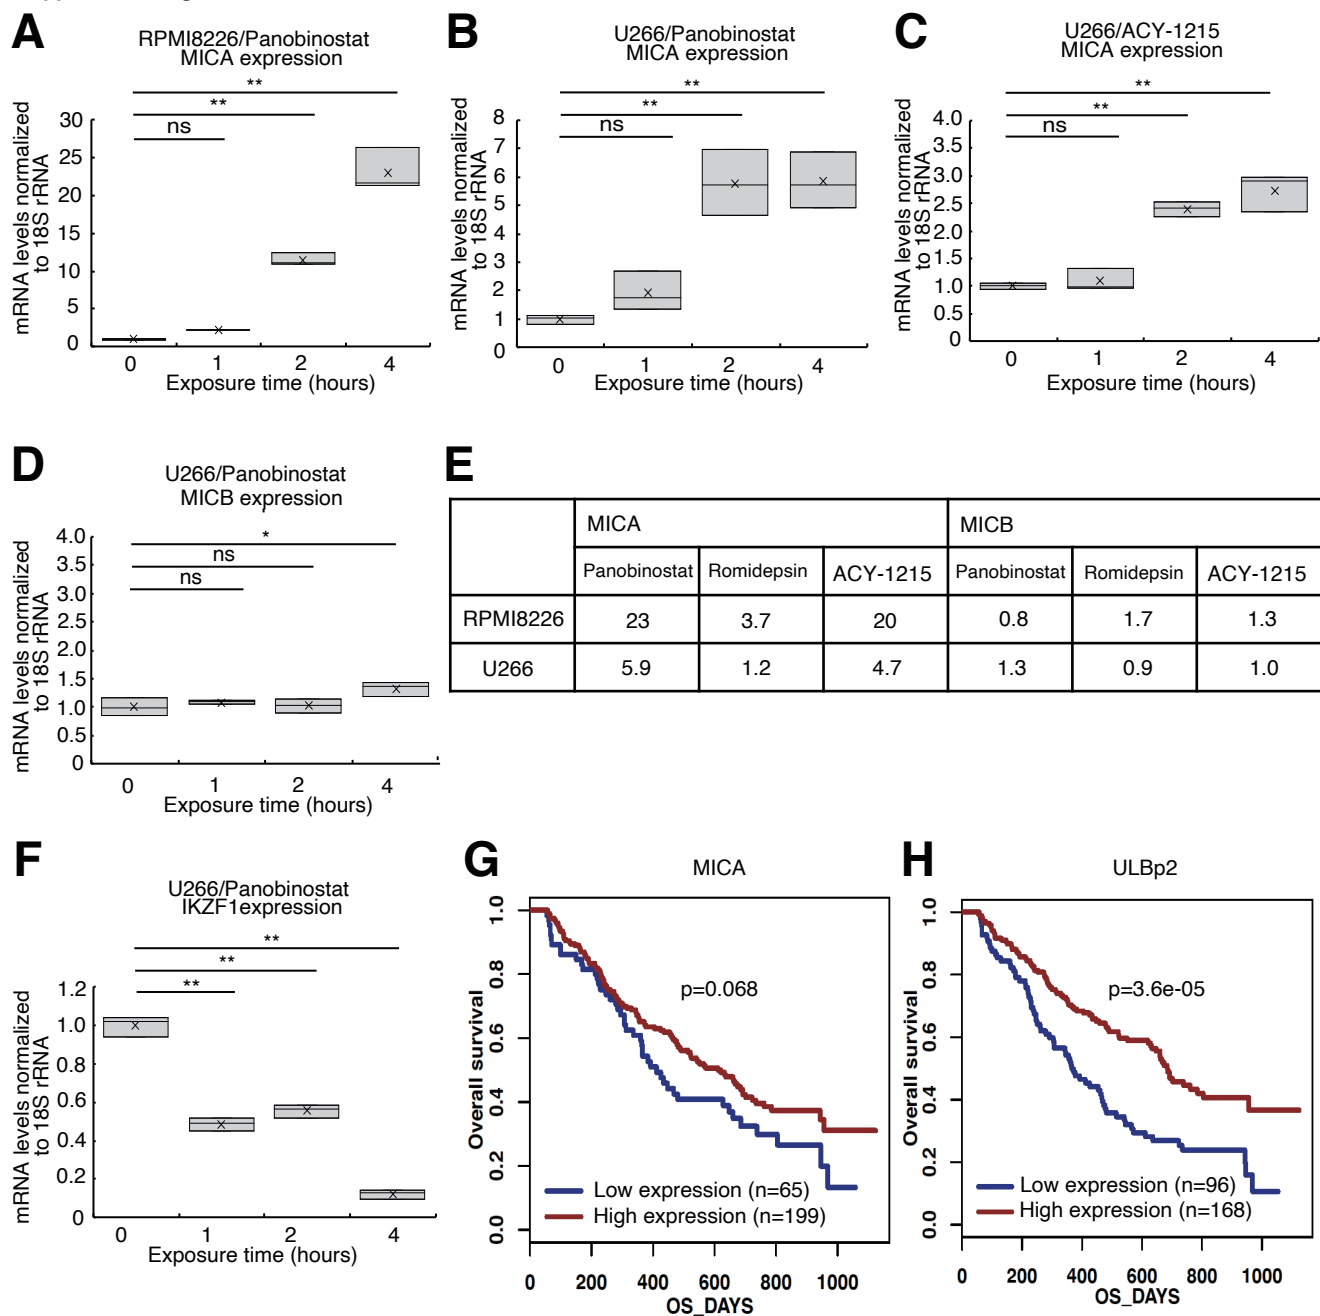 A
RPMI8226/Panobinostat
MICA expression
**
**
ns
mRNA levels normalized
to 18S rRNA
30
25
20
15
10
5
0
0 1 2 4
Exposure time (hours)
B
U266/Panobinostat
MICA expression
**
**
ns
mRNA levels normalized
to 18S rRNA
8
7
6
5
4
3
2
1
0
0 1 2 4
Exposure time (hours)
C
U266/ACY-1215
MICA expression
**
**
ns
mRNA levels normalized
to 18S rRNA
4.0
3.5
3.0
2.5
2.0
1.5
1.0
0.5
0
0 1 2 4
Exposure time (hours)
D
U266/Panobinostat
MICB expression
*
ns
ns
mRNA levels normalized
to 18S rRNA
4.0
3.5
3.0
2.5
2.0
1.5
1.0
0.5
0
0 1 2 4
Exposure time (hours)
E
MICA MICB
Panobinostat Romidepsin ACY-1215 Panobinostat Romidepsin ACY-1215
RPMI8226 23 3.7 20 0.8 1.7 1.3
U266 5.9 1.2 4.7 1.3 0.9 1.0
F
U266/Panobinostat
IKZF1expression
**
**
**
mRNA levels normalized
to 18S rRNA
1.2
1.0
0.8
0.6
0.4
0.2
0
0 1 2 4
Exposure time (hours)
G
MICA
Overall survival
1.0
0.8
0.6
0.4
0.2
0.0
p=0.068
Low expression (n=65)
High expression (n=199)
0 200 400 600 800 1000
OS_DAYS
H
ULBp2
Overall survival
1.0
0.8
0.6
0.4
0.2
0.0
p=3.6e-05
Low expression (n=96)
High expression (n=168)
0 200 400 600 800 1000
OS_DAYS